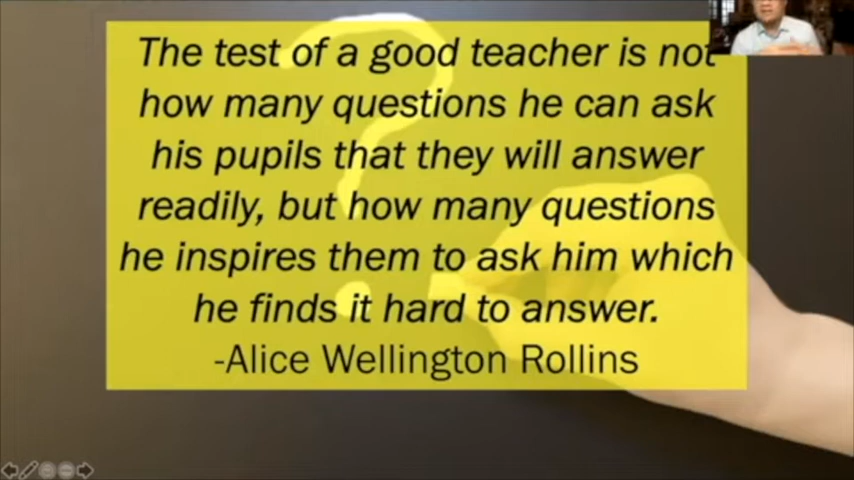 The test of a good teacher is not
how many questions he can ask
his pupils that they will answer
readily, but how many questions
he inspires them to ask him which
he finds it hard to answer.
-Alice Wellington Rollins